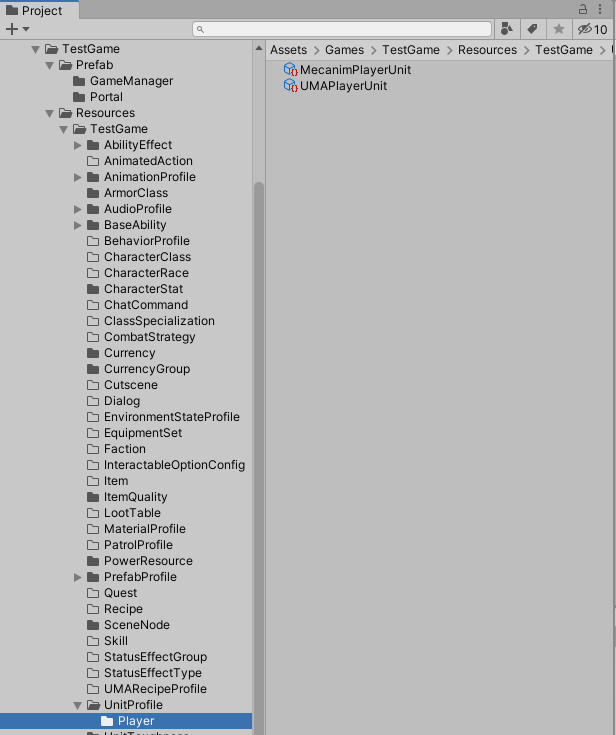 Project
10
TestGame
Prefab
GameManager
Portal
Resources
TestGame
AbilityEffect
AnimatedAction
AnimationProfile
ArmorClass
AudioProfile
BaseAbility
BehaviorProfile
CharacterClass
CharacterRace
CharacterStat
ChatCommand
ClassSpecialization
CombatStrategy
Currency
CurrencyGroup
Cutscene
Dialog
EnvironmentStateProfile
EquipmentSet
Faction
InteractableOptionConfig
Item
ItemQuality
LootTable
MaterialProfile
PatrolProfile
PowerResource
PrefabProfile
Quest
Recipe
SceneNode
Skill
StatusEffectGroup
StatusEffectType
UMARecipeProfile
UnitProfile
Player
UnitToughness
Assets > Games > TestGame > Resources > TestGame >
MecanimPlayerUnit
UMAPlayerUnit